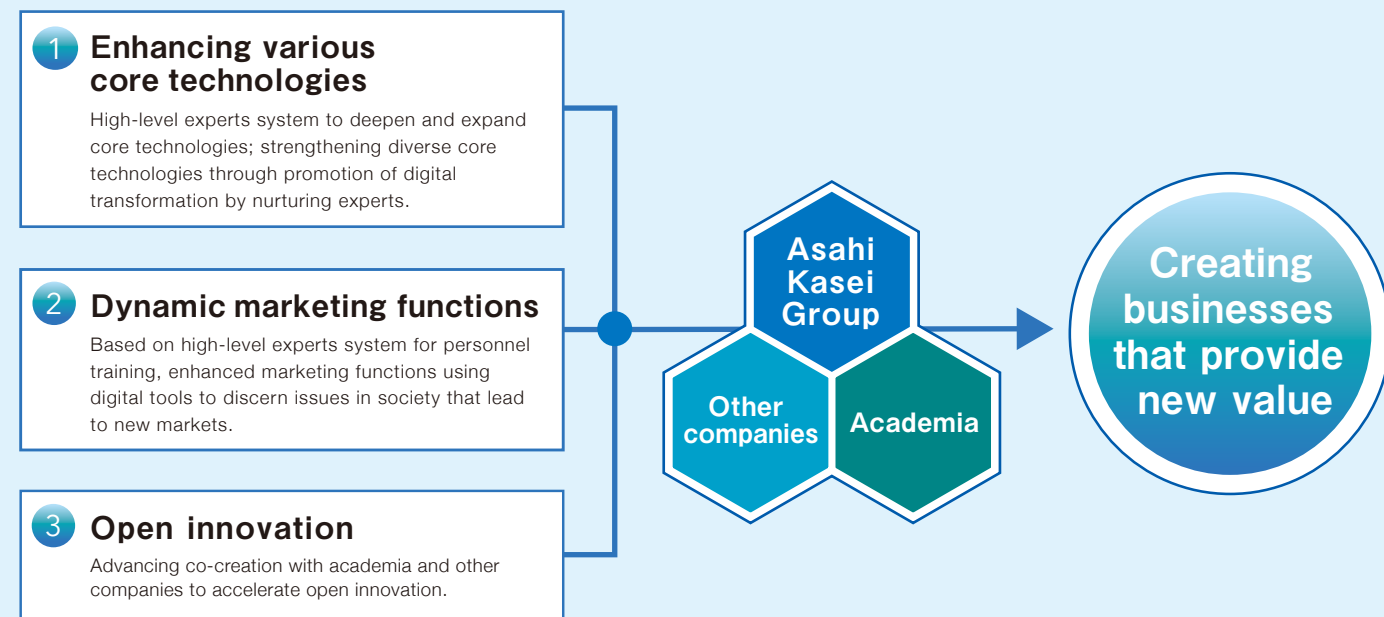 1
Enhancing various
core technologies
High-level experts system to deepen and expand
core technologies; strengthening diverse core
technologies through promotion of digital
transformation by nurturing experts.
2
Dynamic marketing functions
Based on high-level experts system for personnel
training, enhanced marketing functions using
digital tools to discern issues in society that lead
to new markets.
3
Open innovation
Advancing co-creation with academia and other
companies to accelerate open innovation.
Asahi
Kasei
Group
Other
companies
Academia
Creating
businesses
that provide
new value